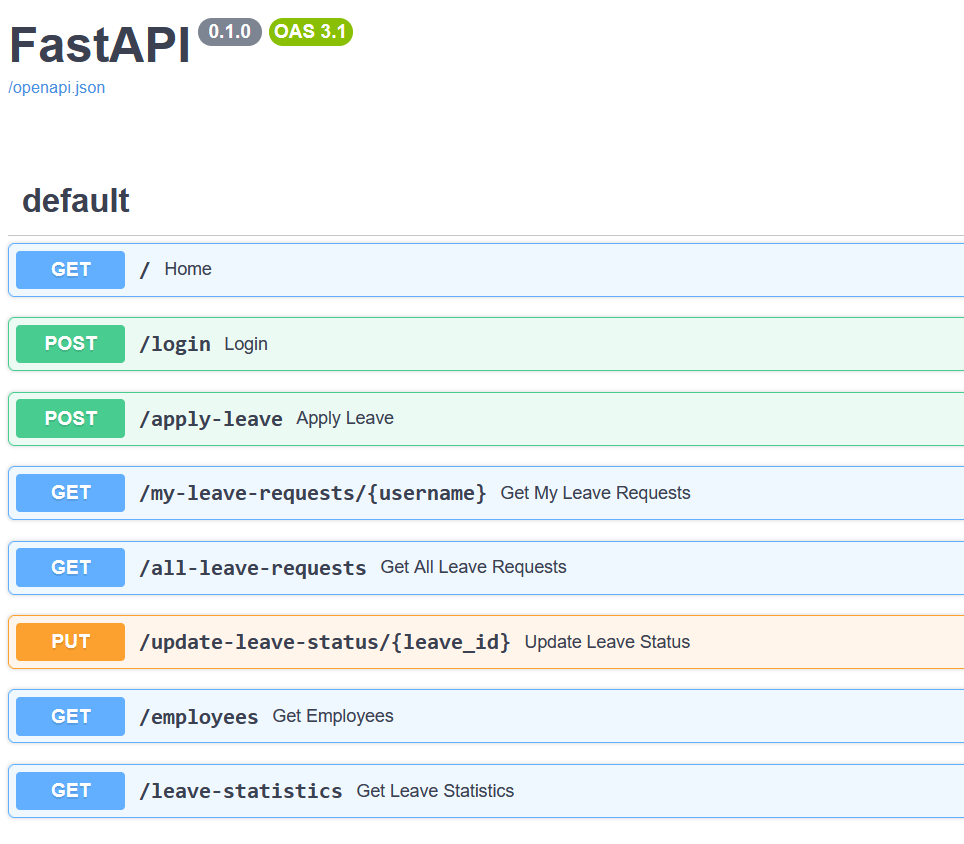 FastAPI 0.1.0 OAS 3.1
/openapi.json
default
GET / Home
POST /login Login
POST /apply-leave Apply Leave
GET /my-leave-requests/{username} Get My Leave Requests
GET /all-leave-requests Get All Leave Requests
PUT /update-leave-status/{leave_id} Update Leave Status
GET /employees Get Employees
GET /leave-statistics Get Leave Statistics